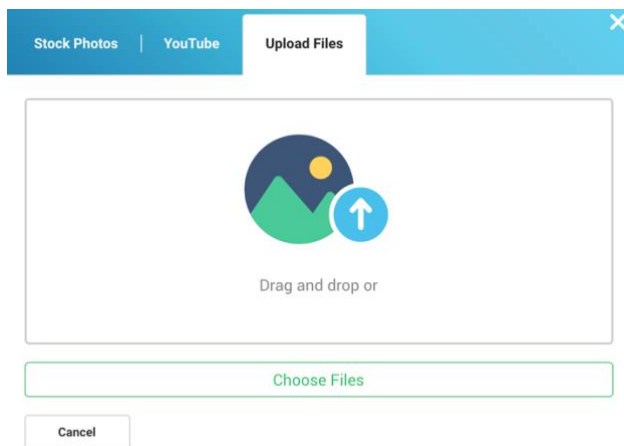 Stock Photos | YouTube Upload Files
Drag and drop or
Choose Files
Cancel